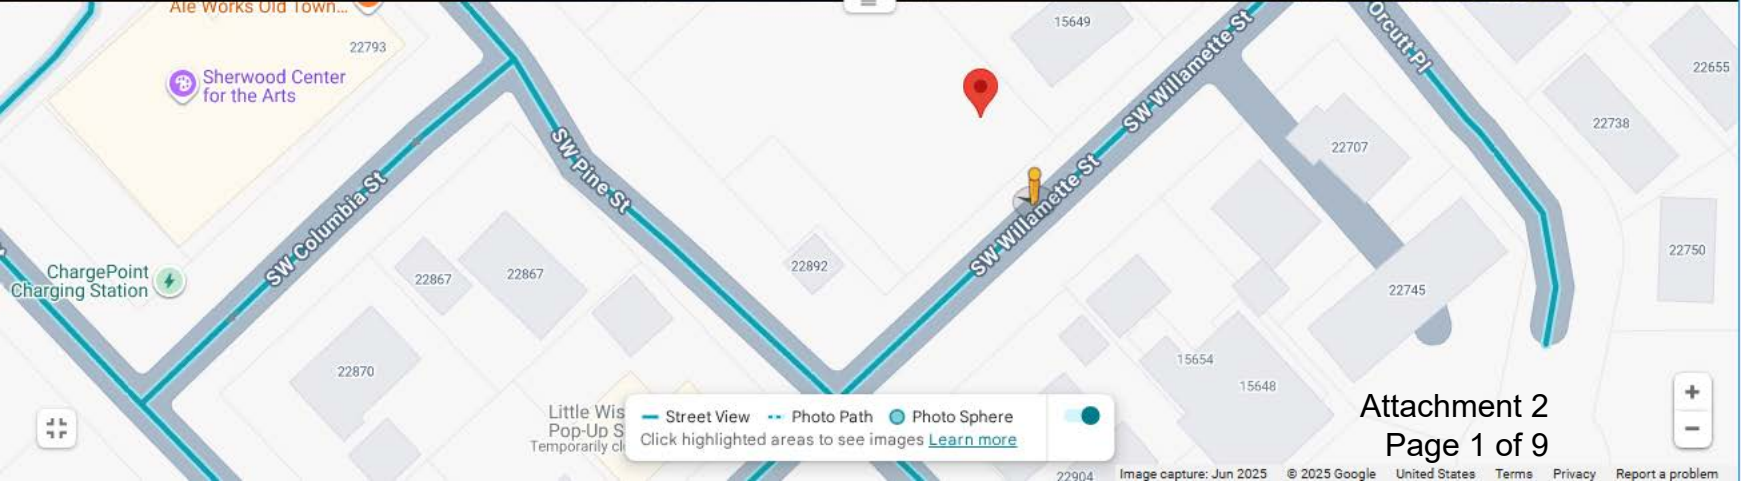 Ale Works Old Town...
22793
Sherwood Center
for the Arts
15649
SW Willamette St
Orcutt Pl
22655
22738
22707
SW Pine St
SW Columbia St
SW Willamette St
22892
22867
22867
ChargePoint
Charging Station
22750
22745
22870
15654
15648
Little Wis
Pop-Up S
Temporarily cl
Street View
Photo Path
Photo Sphere
Click highlighted areas to see images Learn more
Attachment 2
Page 1 of 9
+
−
22904
Image capture: Jun 2025 © 2025 Google United States Terms Privacy Report a problem